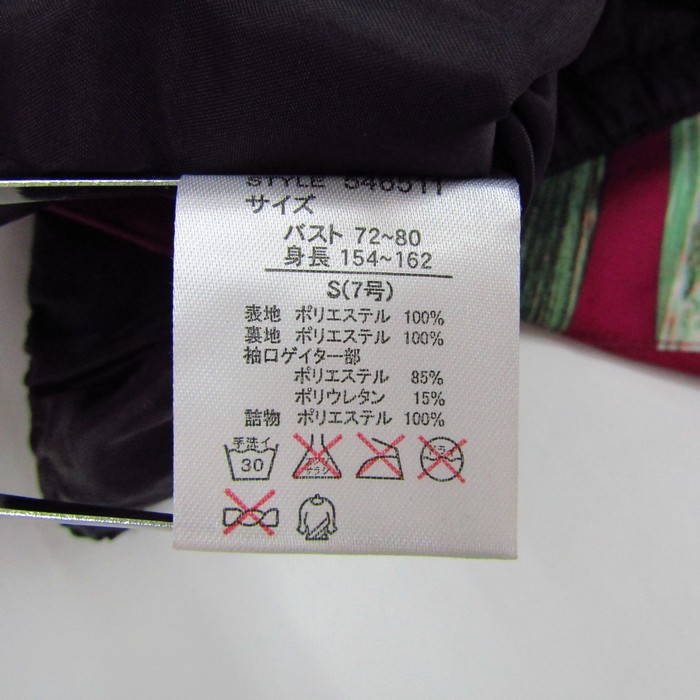 STYLE 546511
サイズ
バスト 72~80
身長 154~162
S(7号)
表地 ポリエステル 100%
裏地 ポリエステル 100%
袖口ゲイター部
ポリエステル 85%
ポリウレタン 15%
詰物 ポリエステル 100%
手洗イ
30